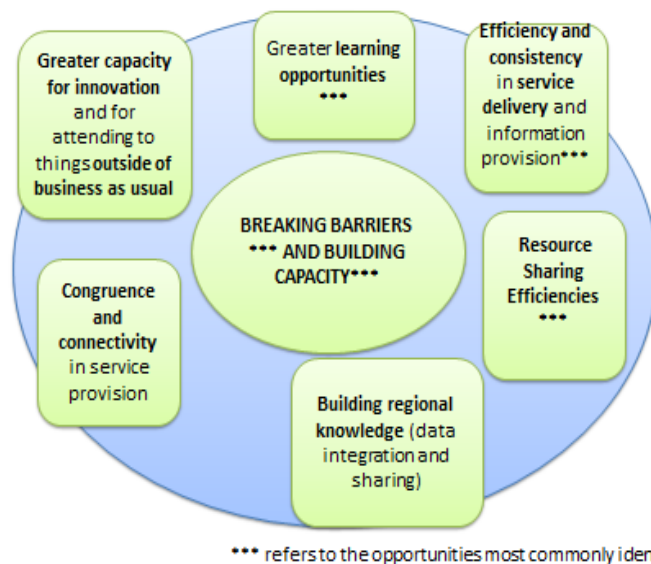 Greater capacity
for innovation
and for
attending to
things outside of
business as usual
Greater learning
opportunities
***
Efficiency and
consistency
in service
delivery and
information
provision***
BREAKING BARRIERS
*** AND BUILDING
CAPACITY***
Congruence
and
connectivity
in service
provision
Resource
Sharing
Efficiencies
***
Building regional
knowledge (data
integration and
sharing)
*** refers to the opportunities most commonly